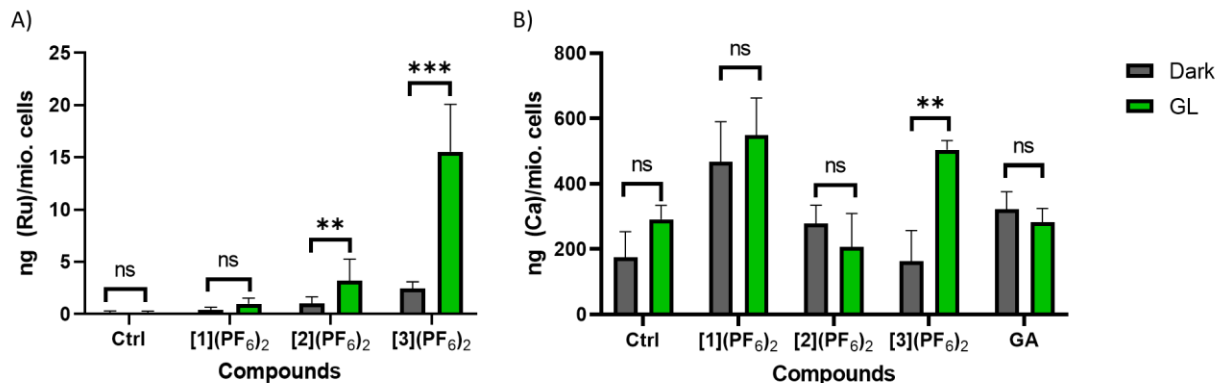 A)
25
20
15
10
5
0
ng (Ru)/mio. cells
ns
ns
**
***
Ctrl
[1](PF₆)₂
[2](PF₆)₂
[3](PF₆)₂
Compounds
B)
800
600
400
200
0
ng (Ca)/mio. cells
ns
ns
ns
**
ns
Ctrl
[1](PF₆)₂
[2](PF₆)₂
[3](PF₆)₂
GA
Compounds
Dark
GL